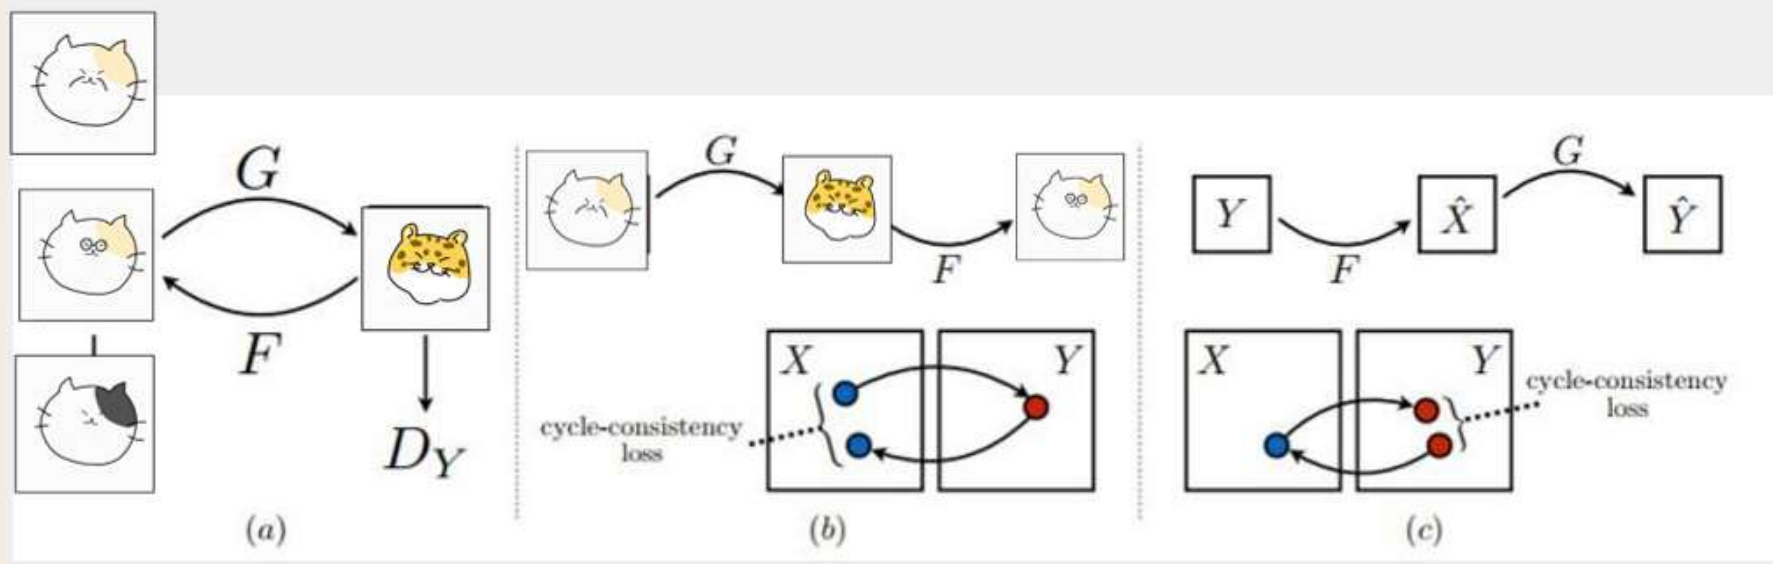 G
F
D_Y
(a)
G
F
X
Y
cycle-consistency
loss
(b)
Y
F
X̂
G
Ŷ
X
Y
cycle-consistency
loss
(c)